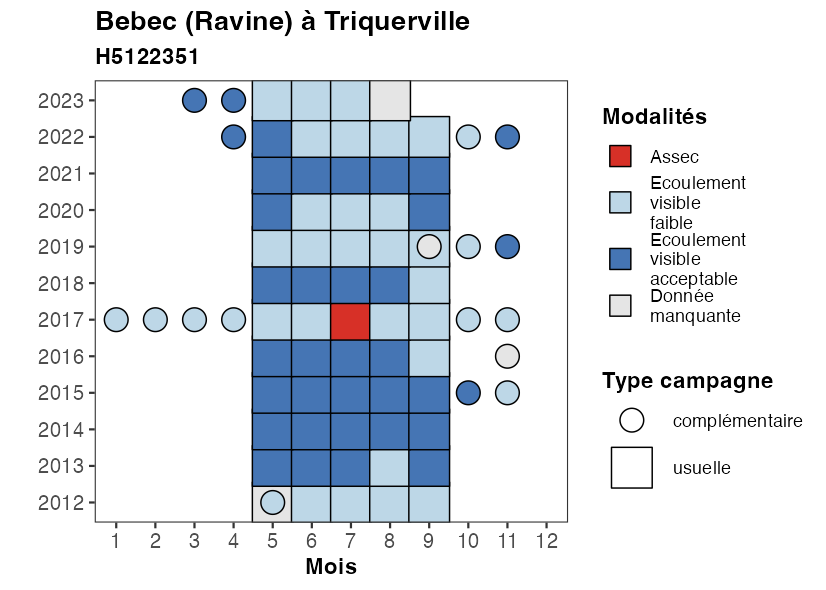 Bebec (Ravine) à Triquerville
H5122351
2023
2022
2021
2020
2019
2018
2017
2016
2015
2014
2013
2012
1 2 3 4 5 6 7 8 9 10 11 12
Mois
Modalités
Assec
Ecoulement
visible
faible
Ecoulement
visible
acceptable
Donnée
manquante
Type campagne
complémentaire
usuelle